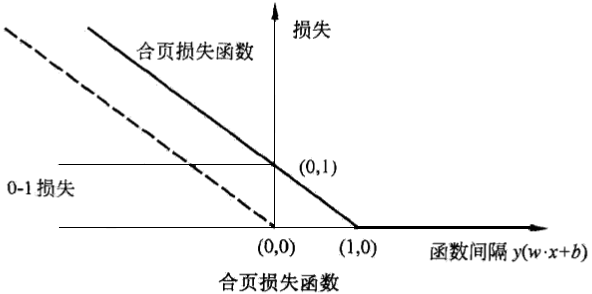 损失
合页损失函数
(0,1)
0-1 损失
(0,0)
(1,0)
函数间隔 y(w·x+b)
合页损失函数